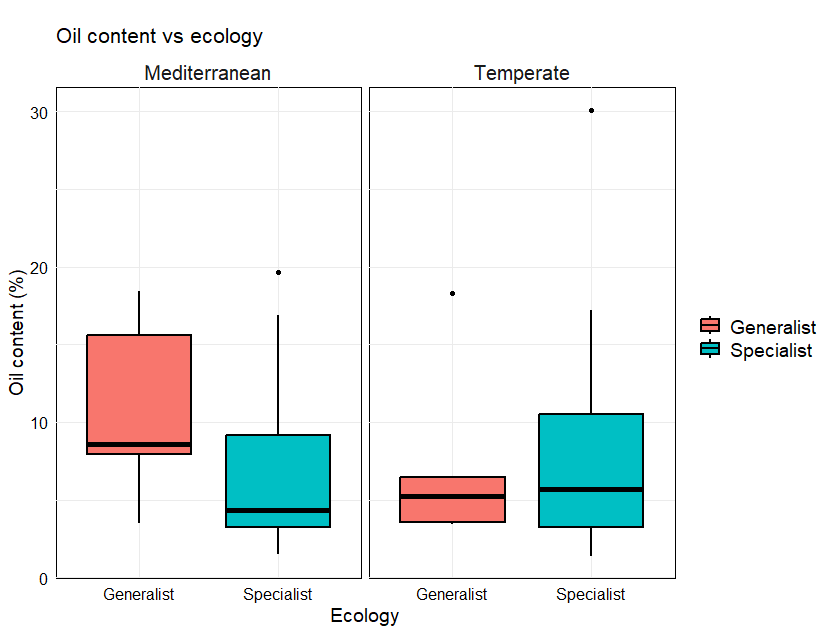 Oil content vs ecology
Mediterranean
Temperate
Oil content (%)
30
20
10
0
Generalist
Specialist
Generalist
Specialist
Ecology
Generalist
Specialist